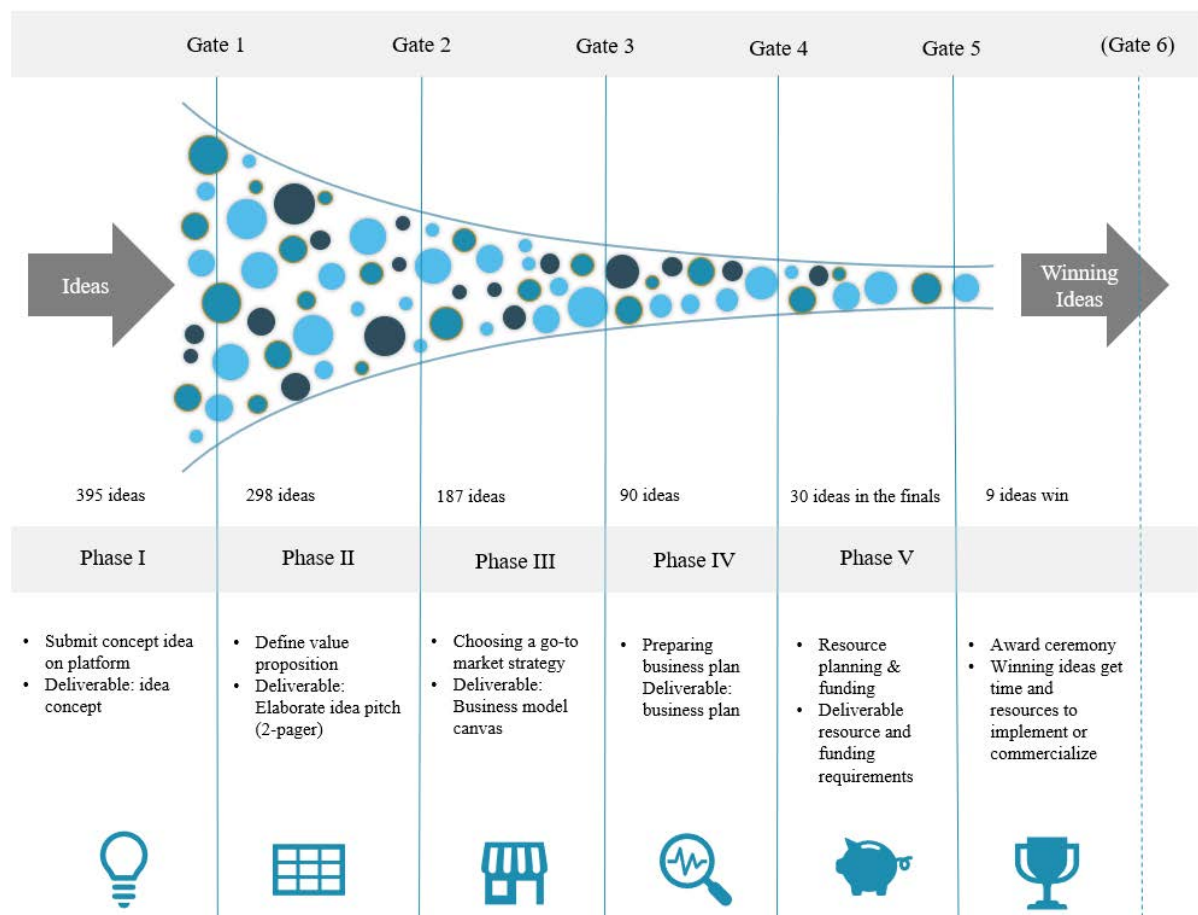 Gate 1
Gate 2
Gate 3
Gate 4
Gate 5
(Gate 6)
Ideas
Winning
Ideas
395 ideas
298 ideas
187 ideas
90 ideas
30 ideas in the finals
9 ideas win
Phase I
Phase II
Phase III
Phase IV
Phase V
• Submit concept idea
on platform
• Deliverable: idea
concept
• Define value
proposition
• Deliverable:
Elaborate idea pitch
(2-pager)
• Choosing a go-to
market strategy
• Deliverable:
Business model
canvas
• Preparing
business plan
Deliverable:
business plan
• Resource
planning &
funding
• Deliverable
resource and
funding
requirements
• Award ceremony
• Winning ideas get
time and
resources to
implement or
commercialize